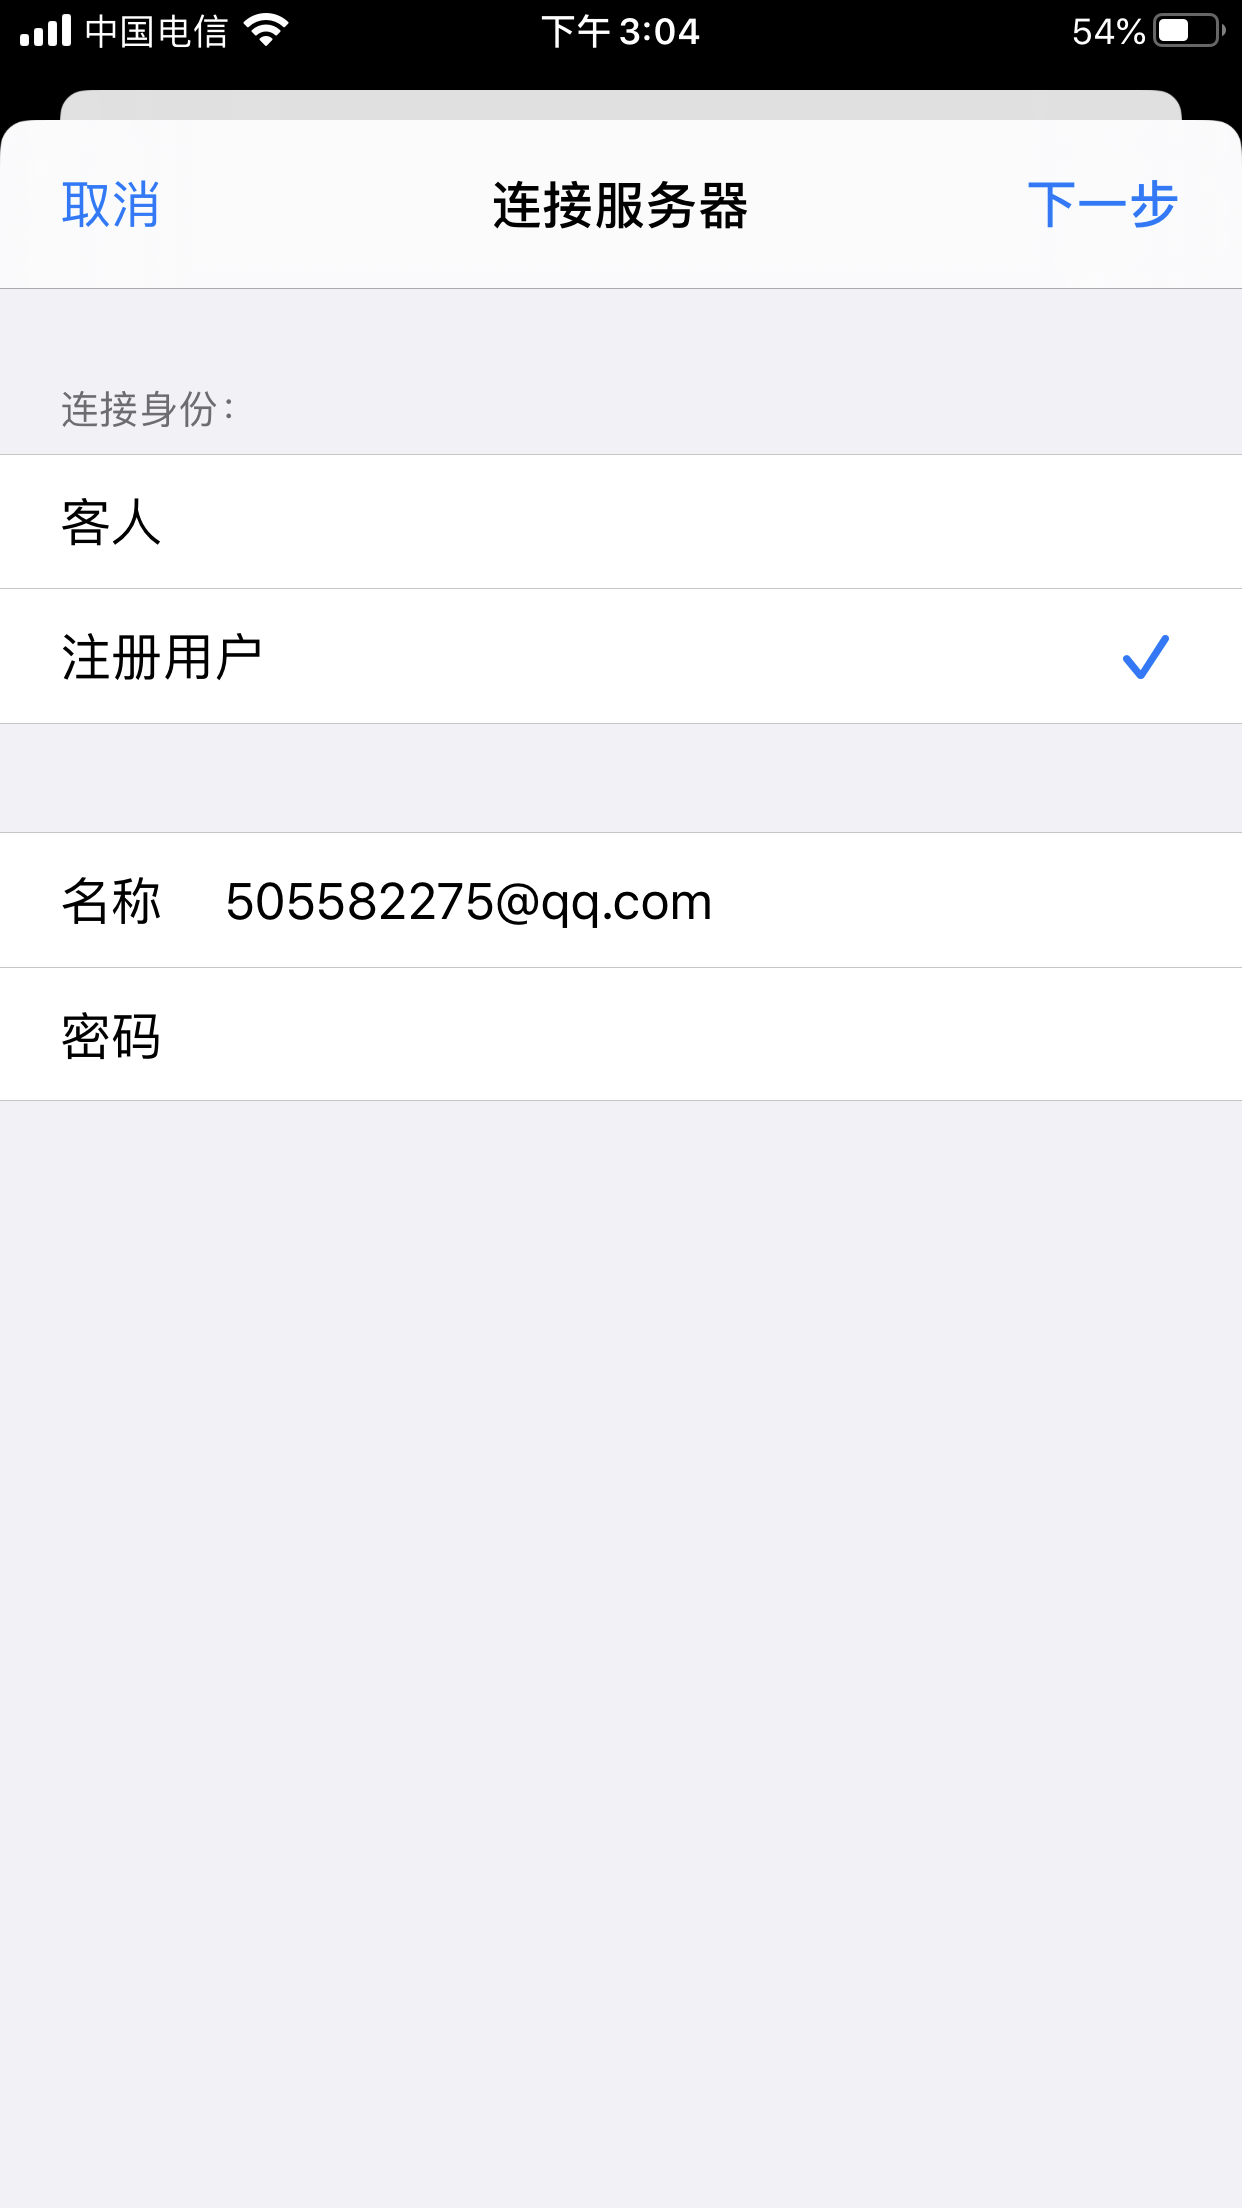 中国电信 下午 3:04 54%
取消 连接服务器 下一步
连接身份：
客人
注册用户
名称 505582275@qq.com
密码